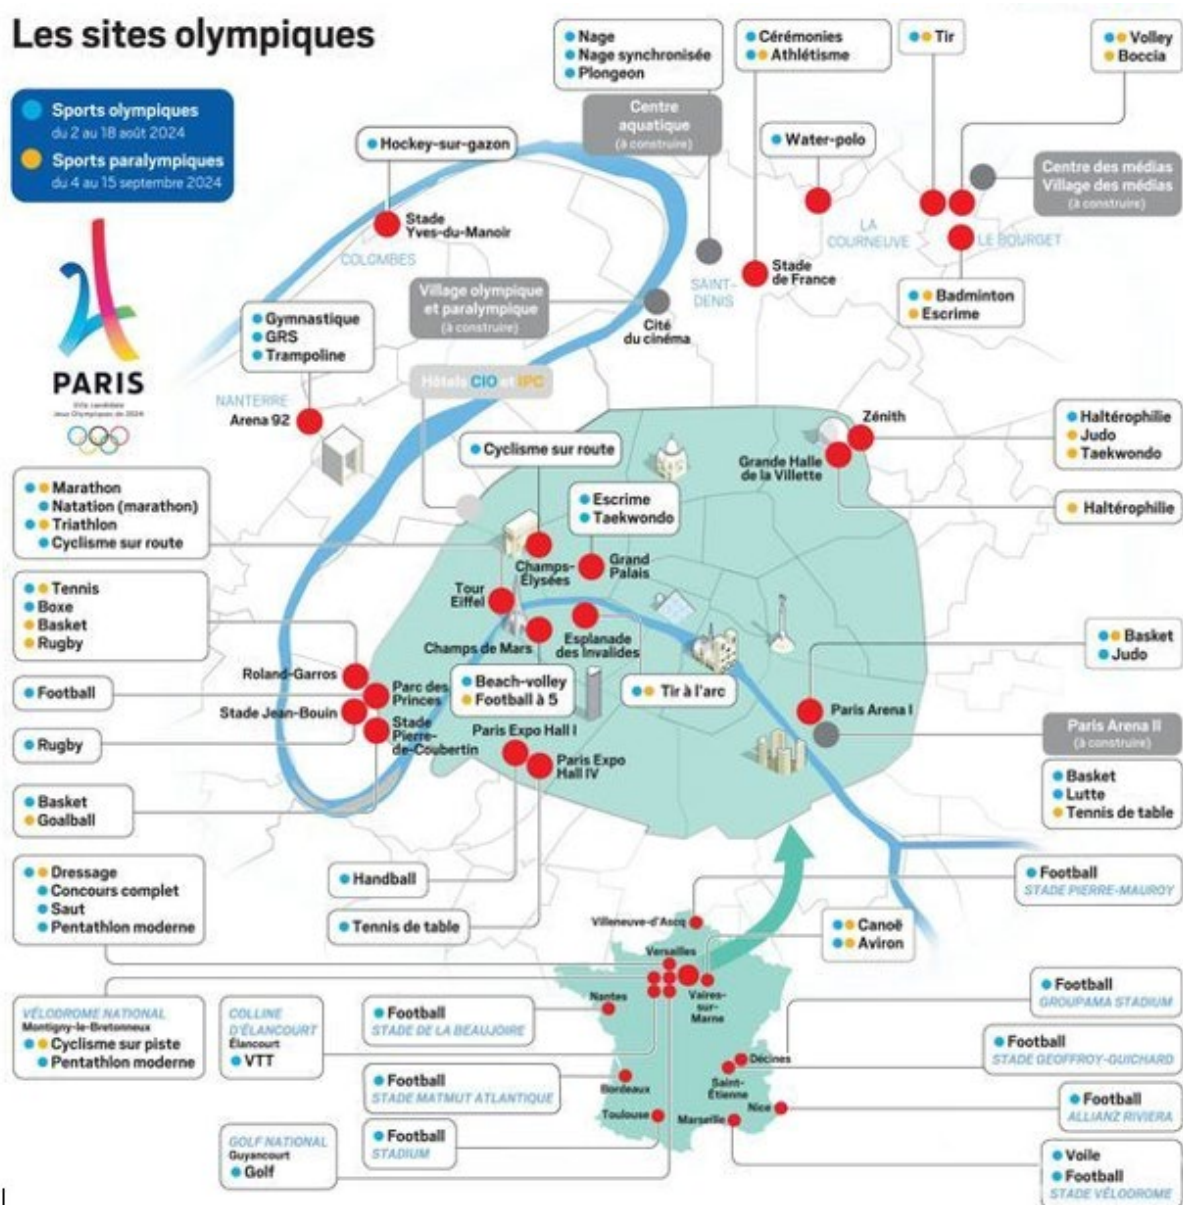 Les sites olympiques
Sports olympiques
du 2 au 18 août 2024
Sports paralympiques
du 4 au 15 septembre 2024
PARIS
Ville candidate
Jeux Olympiques de 2024
Nage
Nage synchronisée
Plongeon
Centre
aquatique
(à construire)
Cérémonies
Athlétisme
Tir
Volley
Boccia
Hockey-sur-gazon
Stade
Yves-du-Manoir
COLOMBES
Water-polo
Centre des médias
Village des médias
(à construire)
LA
COURNEUVE
LE BOURGET
SAINT-
DENIS
Stade
de France
Badminton
Escrime
Village olympique
et paralympique
(à construire)
Cité
du cinéma
Gymnastique
GRS
Trampoline
NANTERRE
Arena 92
Hôtels CIO et IPC
Cyclisme sur route
Zénith
Grande Halle
de la Villette
Haltérophilie
Judo
Taekwondo
Haltérophilie
Marathon
Natation (marathon)
Triathlon
Cyclisme sur route
Escrime
Taekwondo
Champs-
Élysées
Grand
Palais
Tour
Eiffel
Champs de Mars
Esplanade
des Invalides
Tennis
Boxe
Basket
Rugby
Roland-Garros
Football
Parc des
Princes
Stade Jean-Bouin
Stade
Pierre-
de-Coubertin
Rugby
Beach-volley
Football à 5
Tir à l'arc
Basket
Judo
Paris Arena I
Paris Arena II
(à construire)
Basket
Lutte
Tennis de table
Paris Expo Hall I
Paris Expo
Hall IV
Basket
Goalball
Handball
Tennis de table
Dressage
Concours complet
Saut
Pentathlon moderne
Football
STADE PIERRE-MAUROY
Villeneuve-d'Ascq
Canoë
Aviron
Versailles
Vaires-
sur-
Marne
Nantes
VÉLODROME NATIONAL
Montigny-le-Bretonneux
Cyclisme sur piste
Pentathlon moderne
COLLINE
D'ÉLANCOURT
Élancourt
VTT
Football
STADE DE LA BEAUJOIRE
Football
GROUPAMA STADIUM
Football
STADE GEOFFROY-GUICHARD
Décines
Saint-
Étienne
Football
STADE MATMUT ATLANTIQUE
Bordeaux
Toulouse
Marseille
Nice
Football
ALLIANZ RIVIERA
GOLF NATIONAL
Guyancourt
Golf
Football
STADIUM
Voile
Football
STADE VÉLODROME